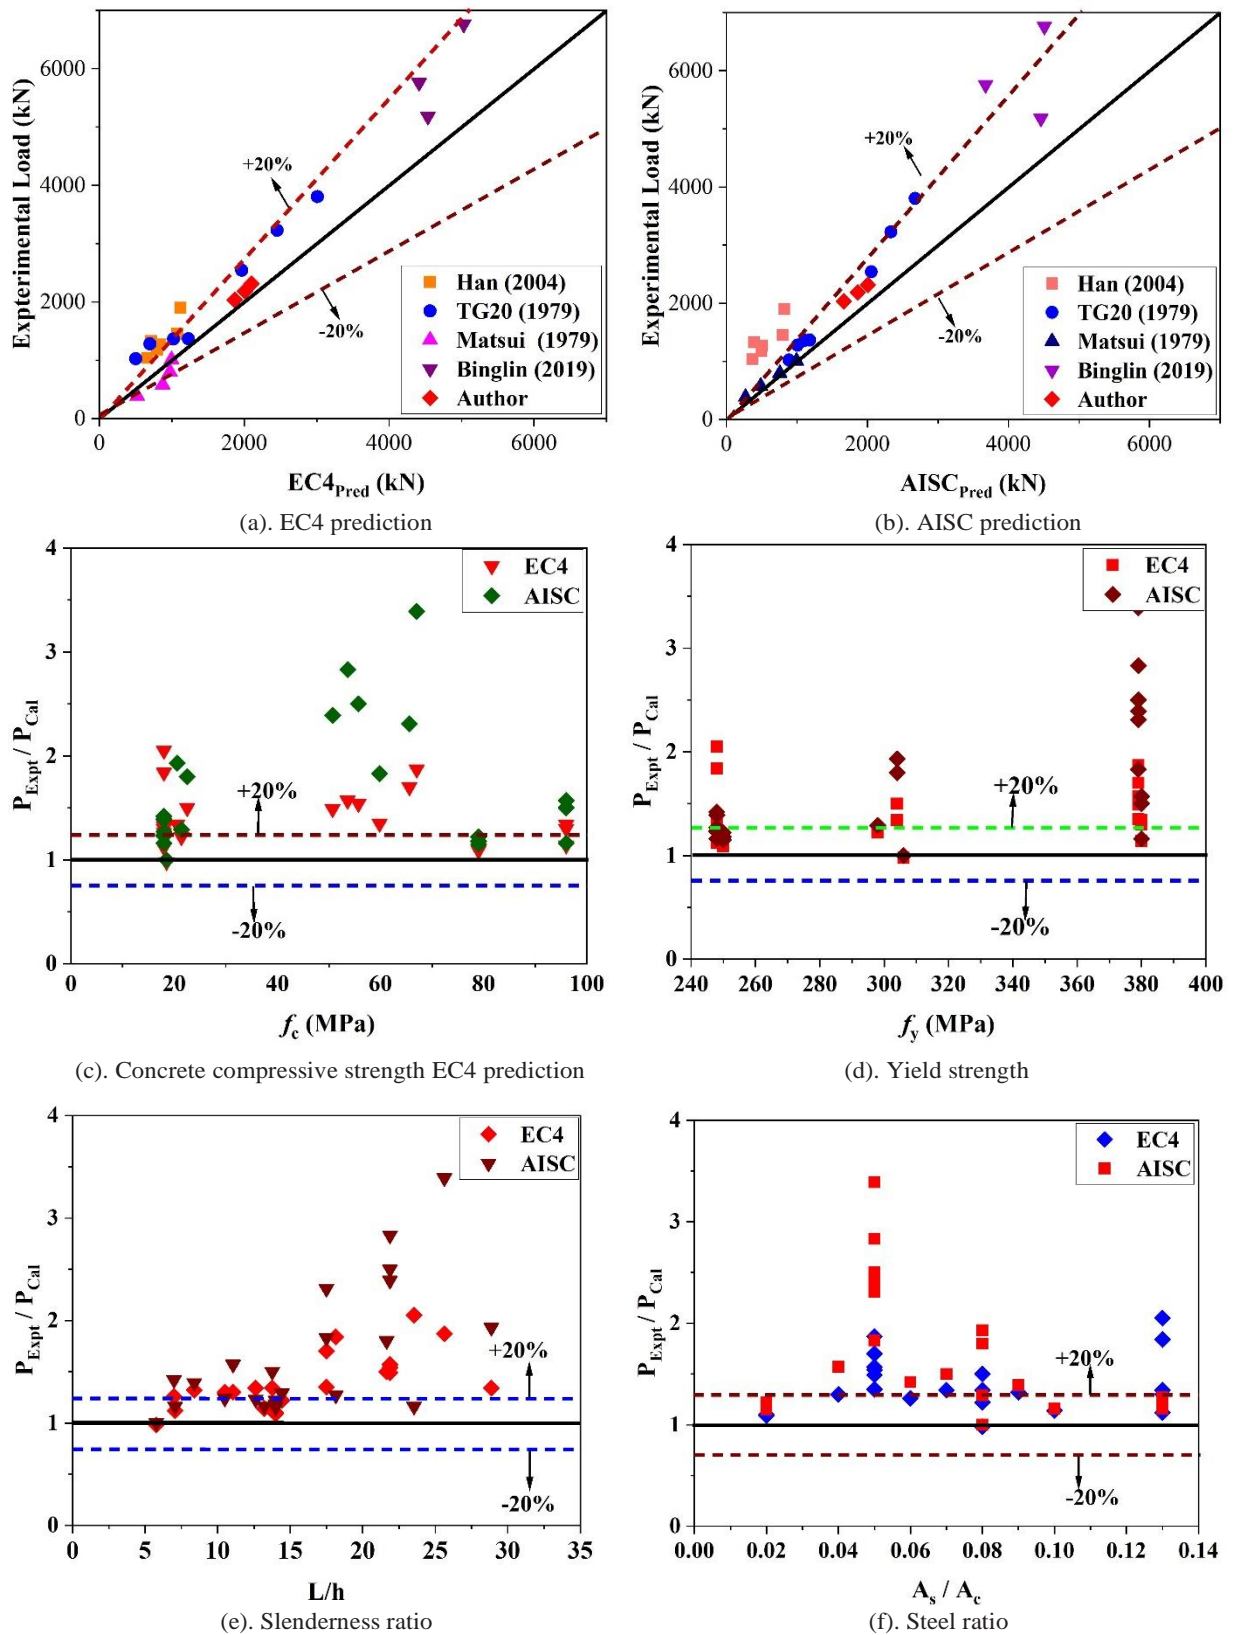 Expterimental Load (kN)
6000
4000
2000
0
0
2000
4000
6000
+20%
-20%
Han (2004)
TG20 (1979)
Matsui (1979)
Binglin (2019)
Author
EC4Pred (kN)
(a). EC4 prediction
Experimental Load (kN)
6000
4000
2000
0
0
2000
4000
6000
+20%
-20%
Han (2004)
TG20 (1979)
Matsui (1979)
Binglin (2019)
Author
AISCPred (kN)
(b). AISC prediction
PExpt / PCal
4
3
2
1
0
0
20
40
60
80
100
EC4
AISC
+20%
-20%
fc (MPa)
(c). Concrete compressive strength EC4 prediction
PExpt / PCal
4
3
2
1
0
240
260
280
300
320
340
360
380
400
EC4
AISC
+20%
-20%
fy (MPa)
(d). Yield strength
PExpt / PCal
4
3
2
1
0
0
5
10
15
20
25
30
35
EC4
AISC
+20%
-20%
L/h
(e). Slenderness ratio
PExpt / PCal
4
3
2
1
0
0.00
0.02
0.04
0.06
0.08
0.10
0.12
0.14
EC4
AISC
+20%
-20%
As / Ac
(f). Steel ratio